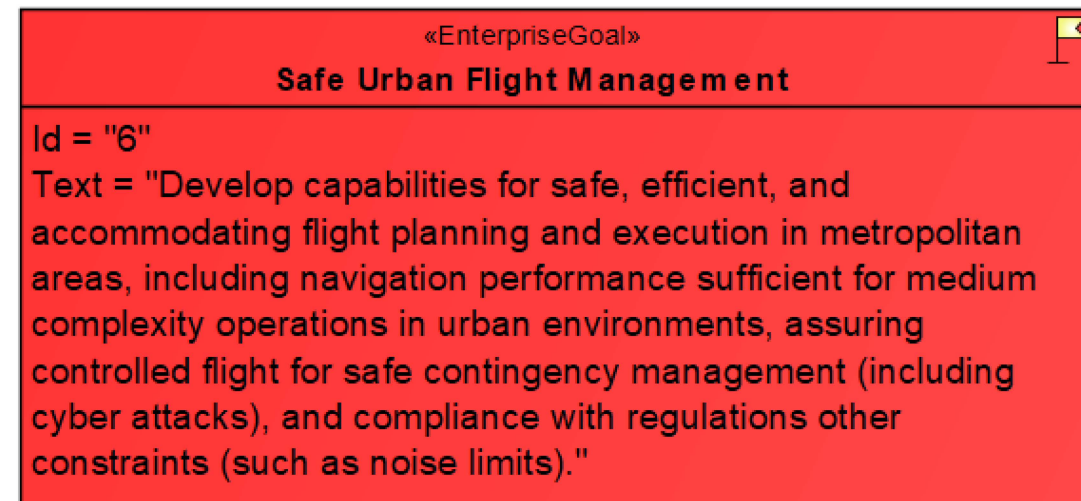 «EnterpriseGoal»
Safe Urban Flight Management
Id = "6"
Text = "Develop capabilities for safe, efficient, and
accommodating flight planning and execution in metropolitan
areas, including navigation performance sufficient for medium
complexity operations in urban environments, assuring
controlled flight for safe contingency management (including
cyber attacks), and compliance with regulations other
constraints (such as noise limits)."